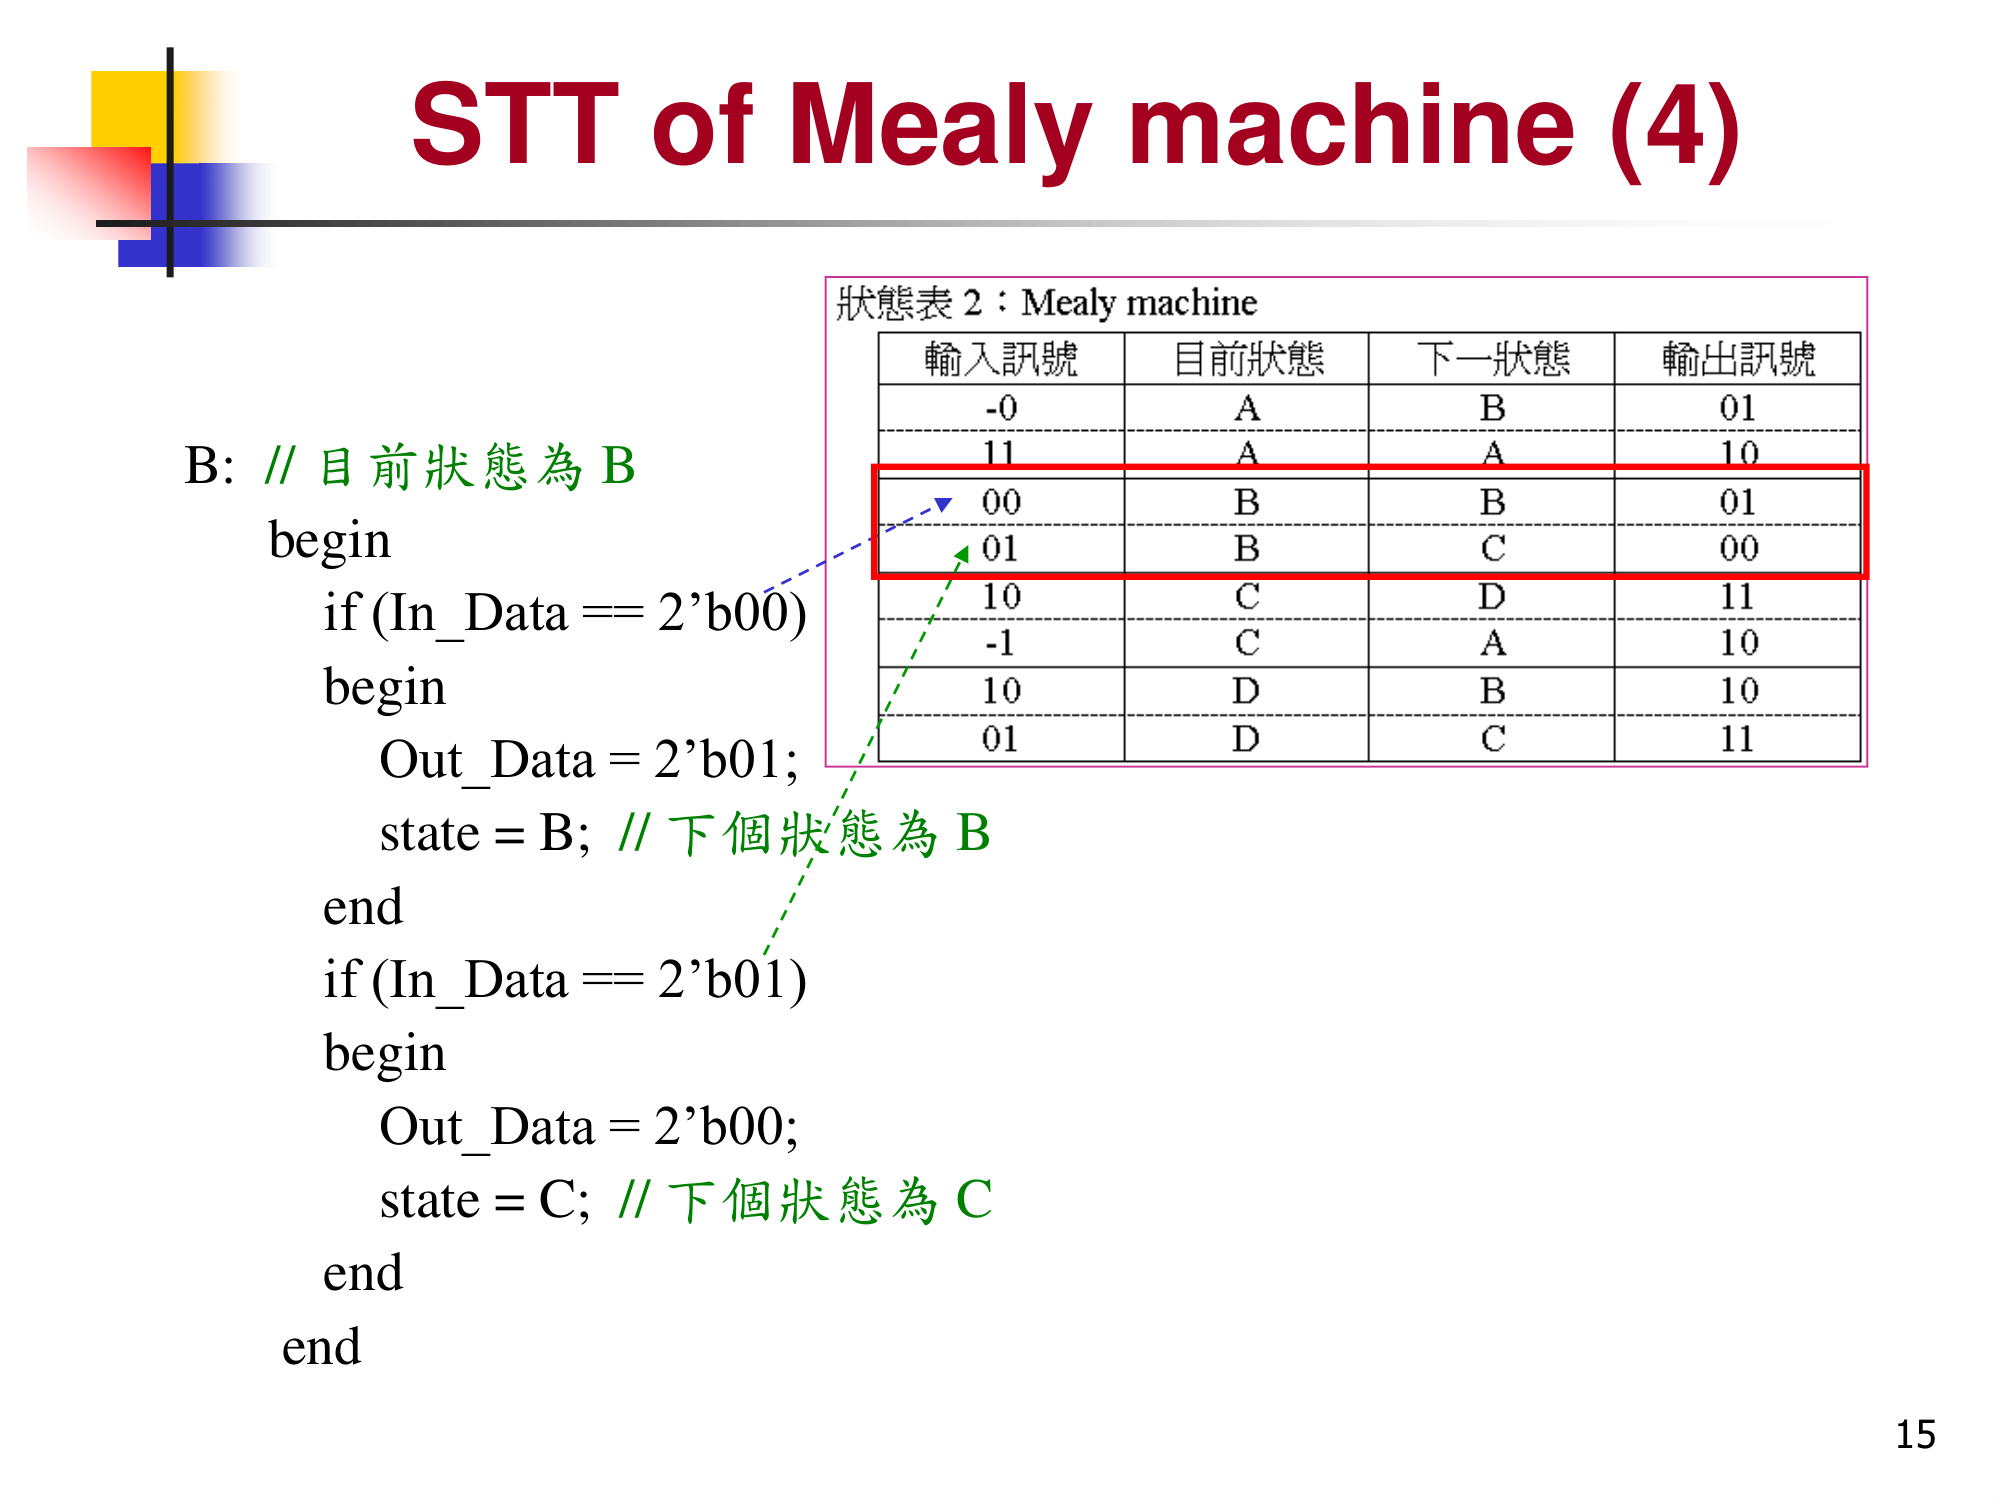 STT of Mealy machine (4)
狀態表 2：Mealy machine
輸入訊號 目前狀態 下一狀態 輸出訊號
-0 A B 01
11 A A 10
00 B B 01
01 B C 00
10 C D 11
-1 C A 10
10 D B 10
01 D C 11
B: // 目前狀態為 B
begin
if (In_Data == 2’b00)
begin
Out_Data = 2’b01;
state = B; // 下個狀態為 B
end
if (In_Data == 2’b01)
begin
Out_Data = 2’b00;
state = C; // 下個狀態為 C
end
end
15